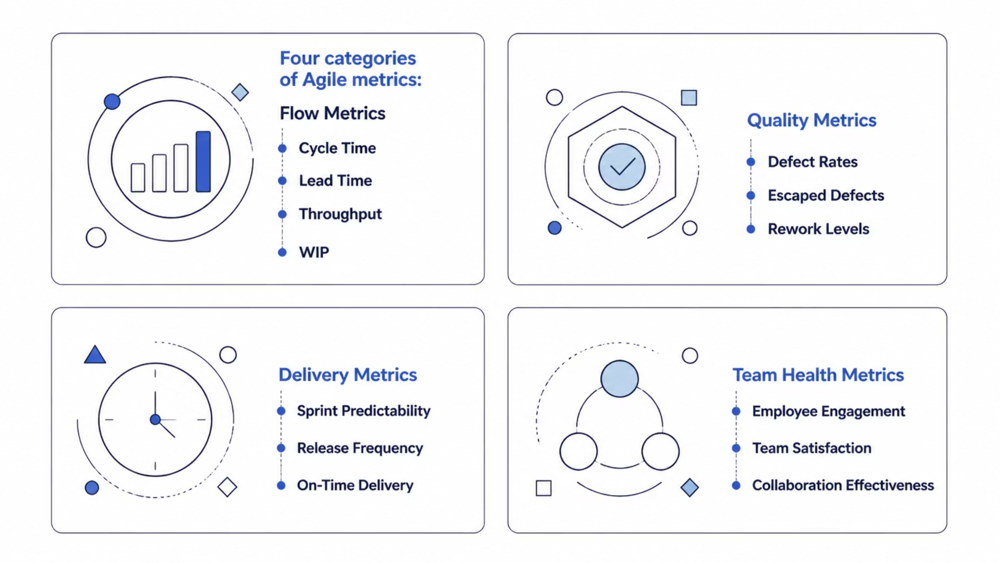 Four categories
of Agile metrics:
Flow Metrics
Cycle Time
Lead Time
Throughput
WIP
Quality Metrics
Defect Rates
Escaped Defects
Rework Levels
Delivery Metrics
Sprint Predictability
Release Frequency
On-Time Delivery
Team Health Metrics
Employee Engagement
Team Satisfaction
Collaboration Effectiveness